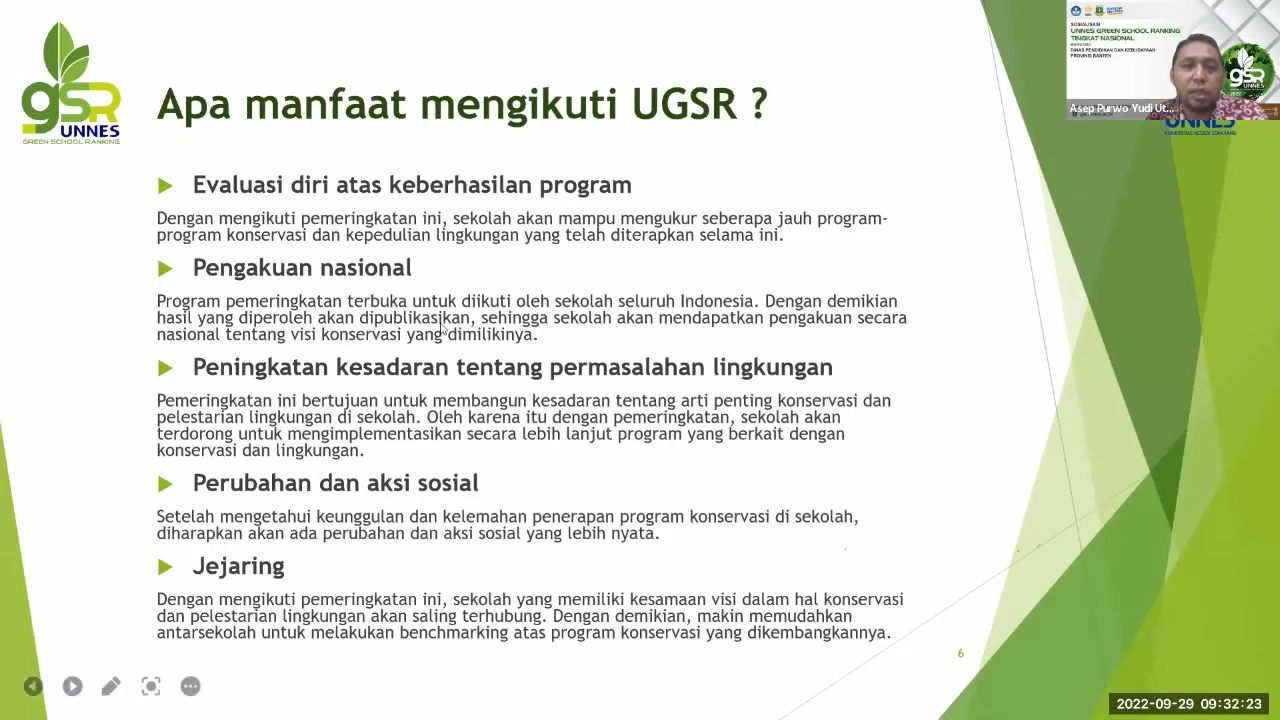 gsR
UNNES
GREEN SCHOOL RANKING
Apa manfaat mengikuti UGSR ?
Evaluasi diri atas keberhasilan program
Dengan mengikuti pemeringkatan ini, sekolah akan mampu mengukur seberapa jauh program-
program konservasi dan kepedulian lingkungan yang telah diterapkan selama ini.
Pengakuan nasional
Program pemeringkatan terbuka untuk diikuti oleh sekolah seluruh Indonesia. Dengan demikian
hasil yang diperoleh akan dipublikasikan, sehingga sekolah akan mendapatkan pengakuan secara
nasional tentang visi konservasi yang dimilikinya.
Peningkatan kesadaran tentang permasalahan lingkungan
Pemeringkatan ini bertujuan untuk membangun kesadaran tentang arti penting konservasi dan
pelestarian lingkungan di sekolah. Oleh karena itu dengan pemeringkatan, sekolah akan
terdorong untuk mengimplementasikan secara lebih lanjut program yang berkait dengan
konservasi dan lingkungan.
Perubahan dan aksi sosial
Setelah mengetahui keunggulan dan kelemahan penerapan program konservasi di sekolah,
diharapkan akan ada perubahan dan aksi sosial yang lebih nyata.
Jejaring
Dengan mengikuti pemeringkatan ini, sekolah yang memiliki kesamaan visi dalam hal konservasi
dan pelestarian lingkungan akan saling terhubung. Dengan demikian, makin memudahkan
antarsekolah untuk melakukan benchmarking atas program konservasi yang dikembangkannya.
6
SOSIALISASI
UNNES GREEN SCHOOL RANKING
TINGKAT NASIONAL
BERSAMA
DINAS PENDIDIKAN DAN KEBUDAYAAN
PROVINSI BANTEN
gsR
UNNES
2022
Asep Purwo Yudi Ut...
UNNES
UNIVERSITAS NEGERI SEMARANG
2022-09-29 09:32:23